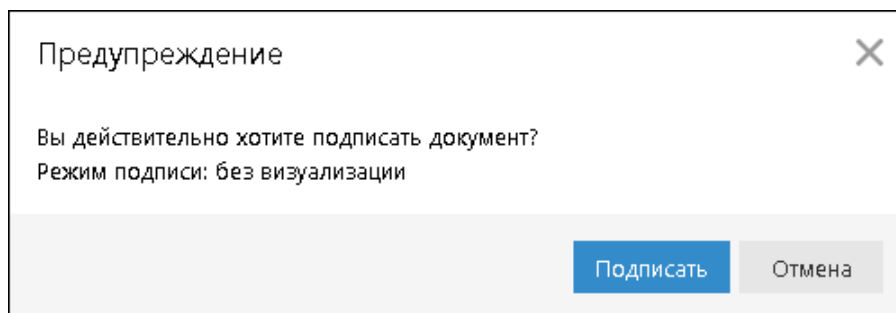 Предупреждение
Вы действительно хотите подписать документ?
Режим подписи: без визуализации
Подписать
Отмена